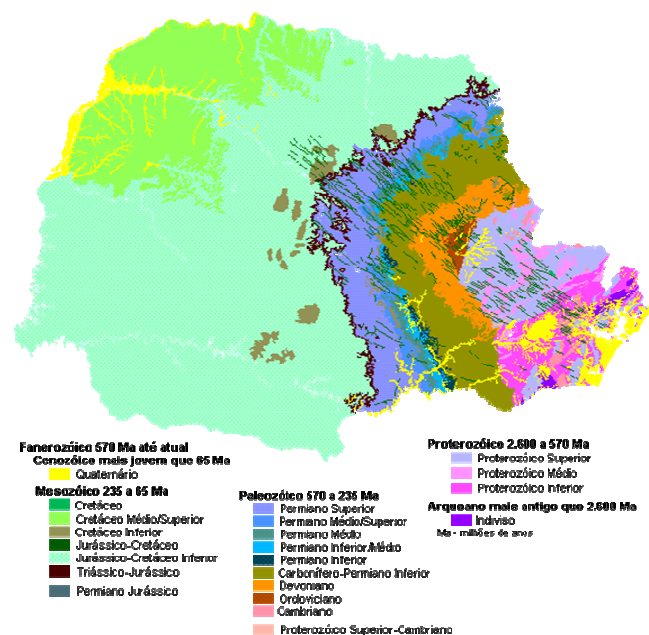 Fanerozóico 570 Ma até atual
Cenozóico mais jovem que 65 Ma
Quaternário
Mesozóico 235 a 65 Ma
Cretáceo
Cretáceo Médio/Superior
Cretáceo Inferior
Jurássico-Cretáceo
Jurássico-Cretáceo Inferior
Triássico-Jurássico
Permiano Jurássico
Paleozóico 570 a 235 Ma
Permiano Superior
Permiano Médio/Superior
Permiano Médio
Permiano Inferior/Médio
Permiano Inferior
Carbonífero-Permiano Inferior
Devoniano
Ordoviciano
Cambriano
Proterozóico Superior-Cambriano
Proterozóico 2.600 a 570 Ma
Proterozóico Superior
Proterozóico Médio
Proterozóico Inferior
Arqueano mais antigo que 2.600 Ma
Indiviso
Ma - milhões de anos